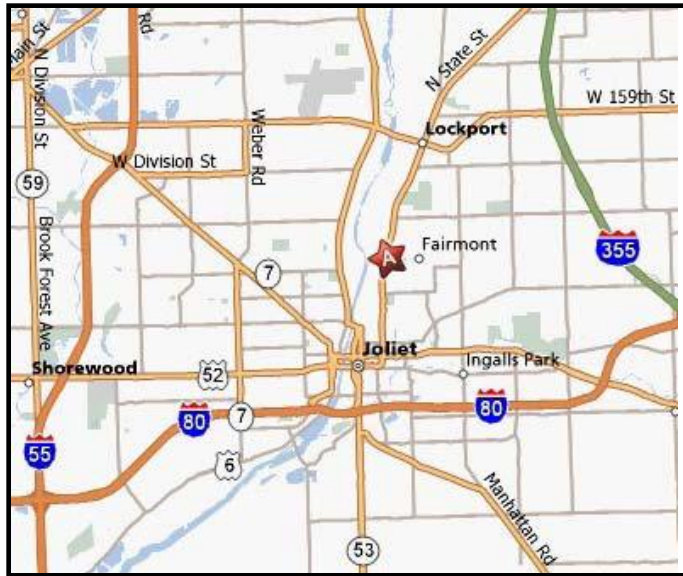 Main St
N Division St
Rd
N State St
W 159th St
Weber Rd
Lockport
W Division St
59
Brook Forest Ave
A
Fairmont
355
7
Joliet
Shorewood
52
Ingalls Park
80
7
80
55
6
Manhattan Rd
53